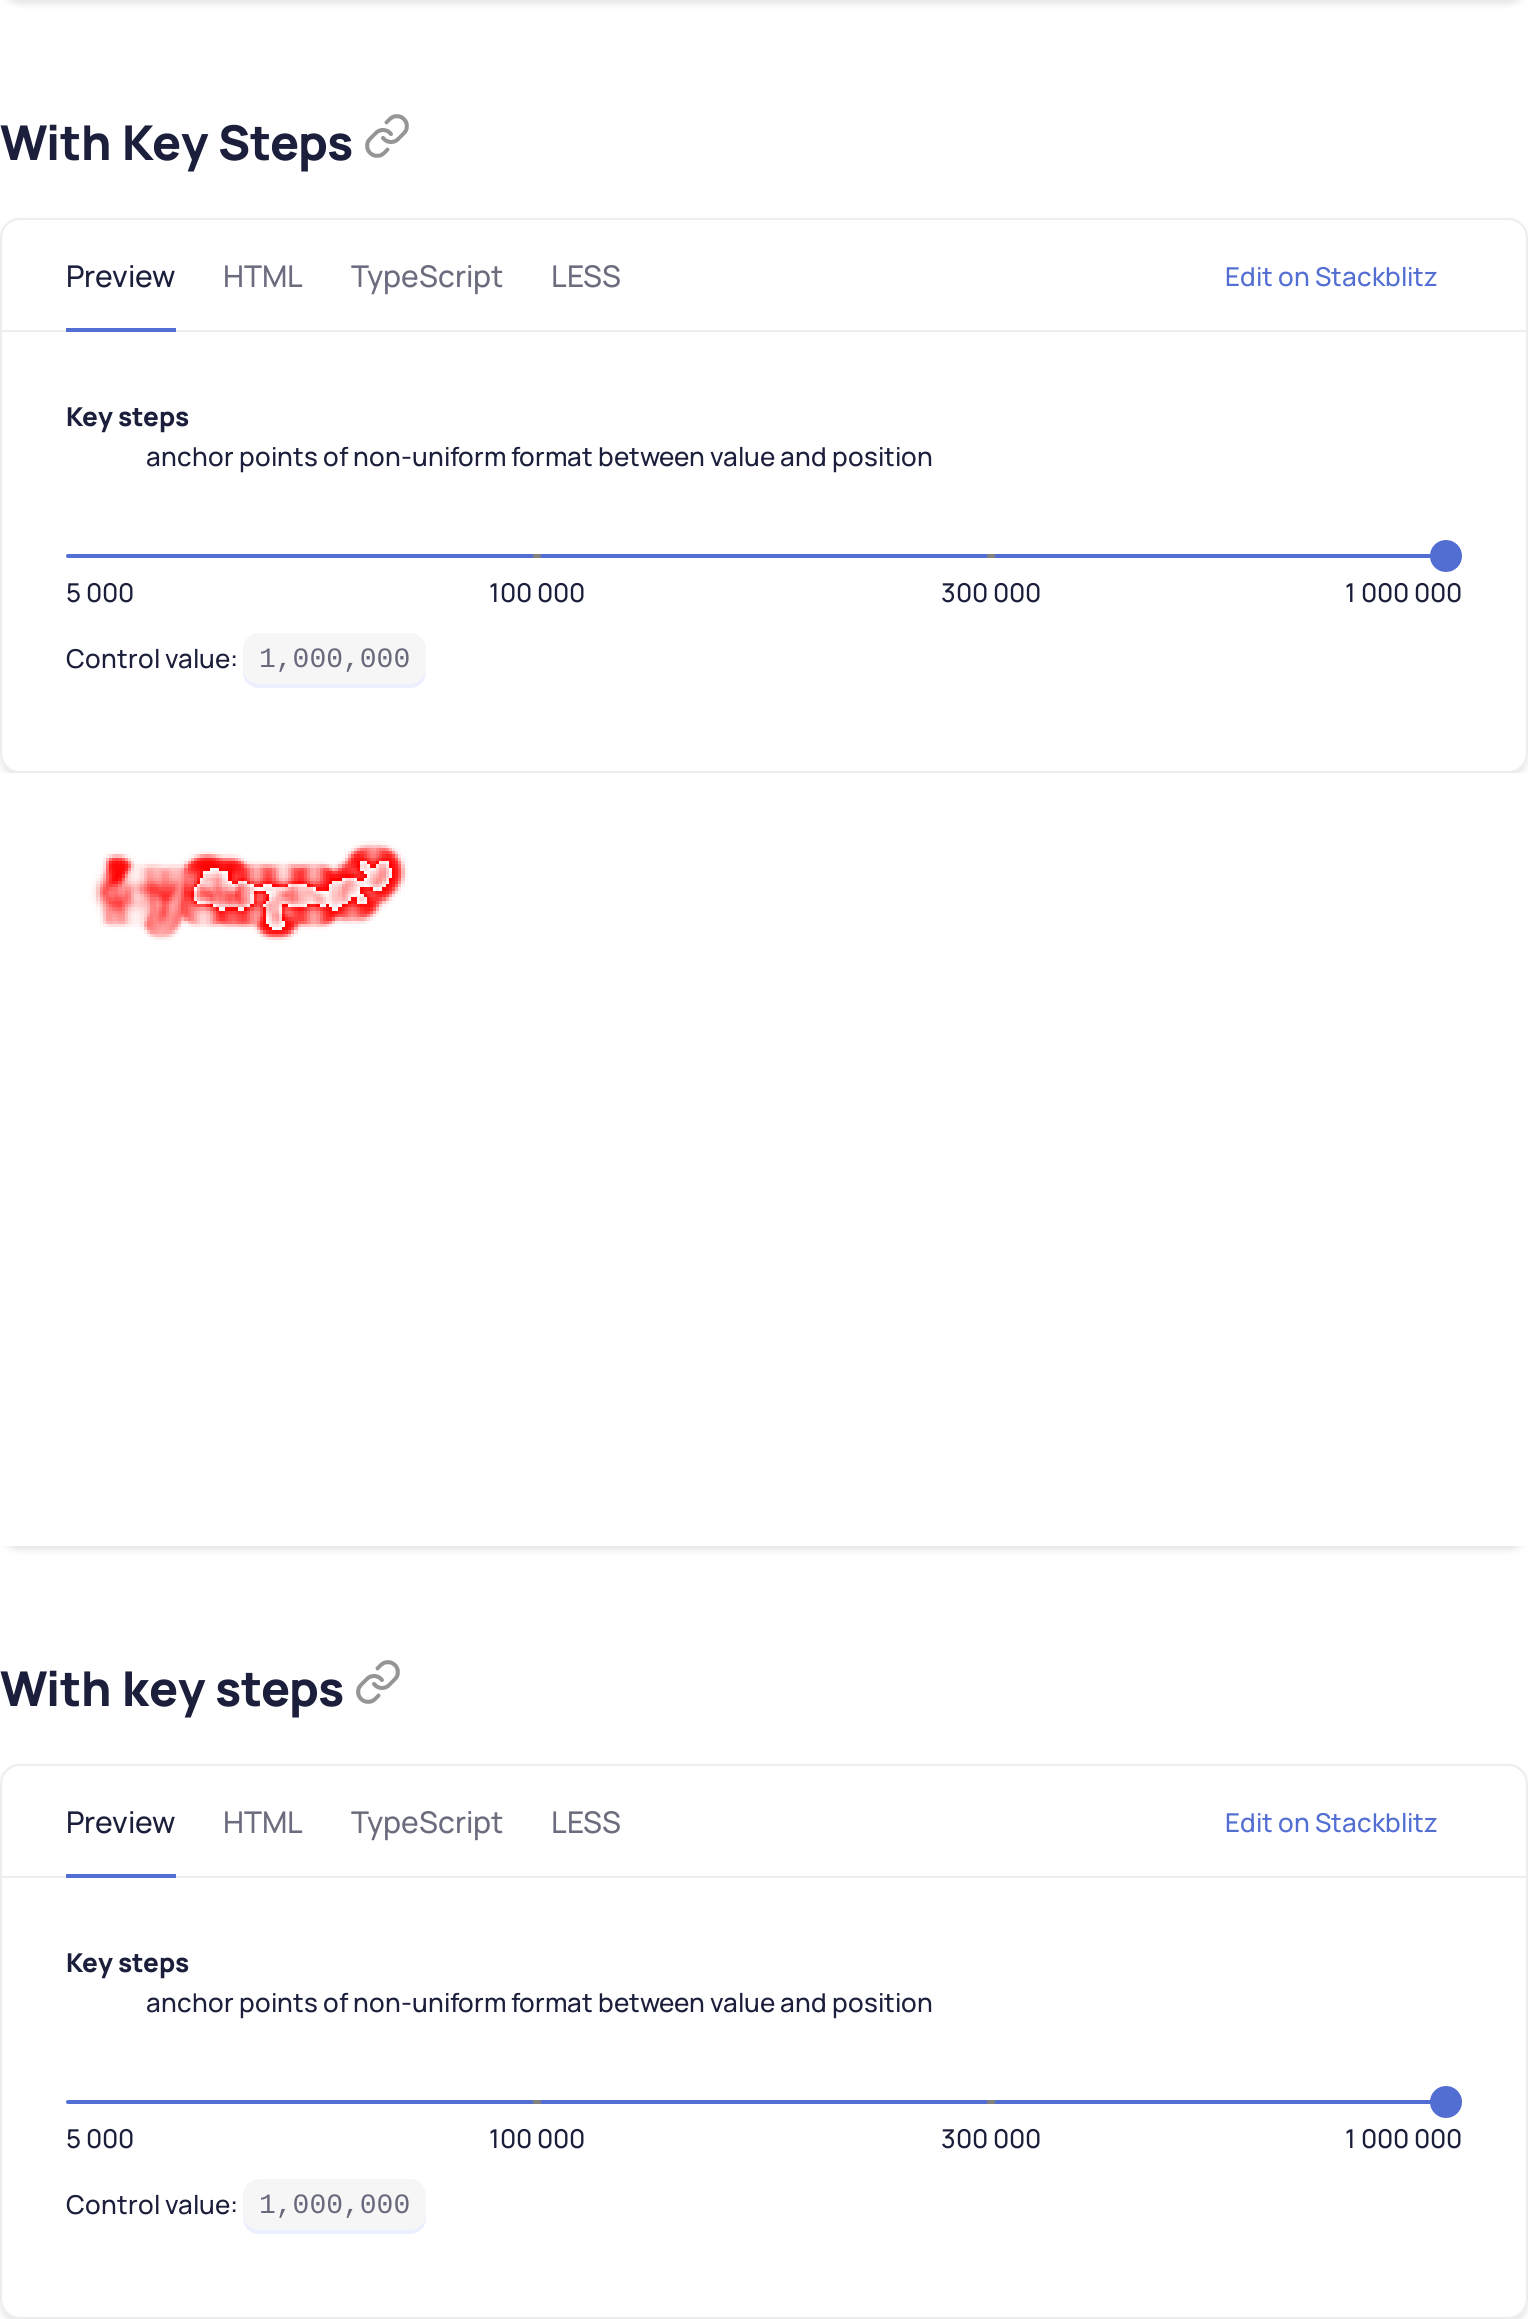 With Key Steps
Preview HTML TypeScript LESS Edit on Stackblitz
Key steps
anchor points of non-uniform format between value and position
5 000 100 000 300 000 1 000 000
Control value: 1,000,000
With key steps
Preview HTML TypeScript LESS Edit on Stackblitz
Key steps
anchor points of non-uniform format between value and position
5 000 100 000 300 000 1 000 000
Control value: 1,000,000